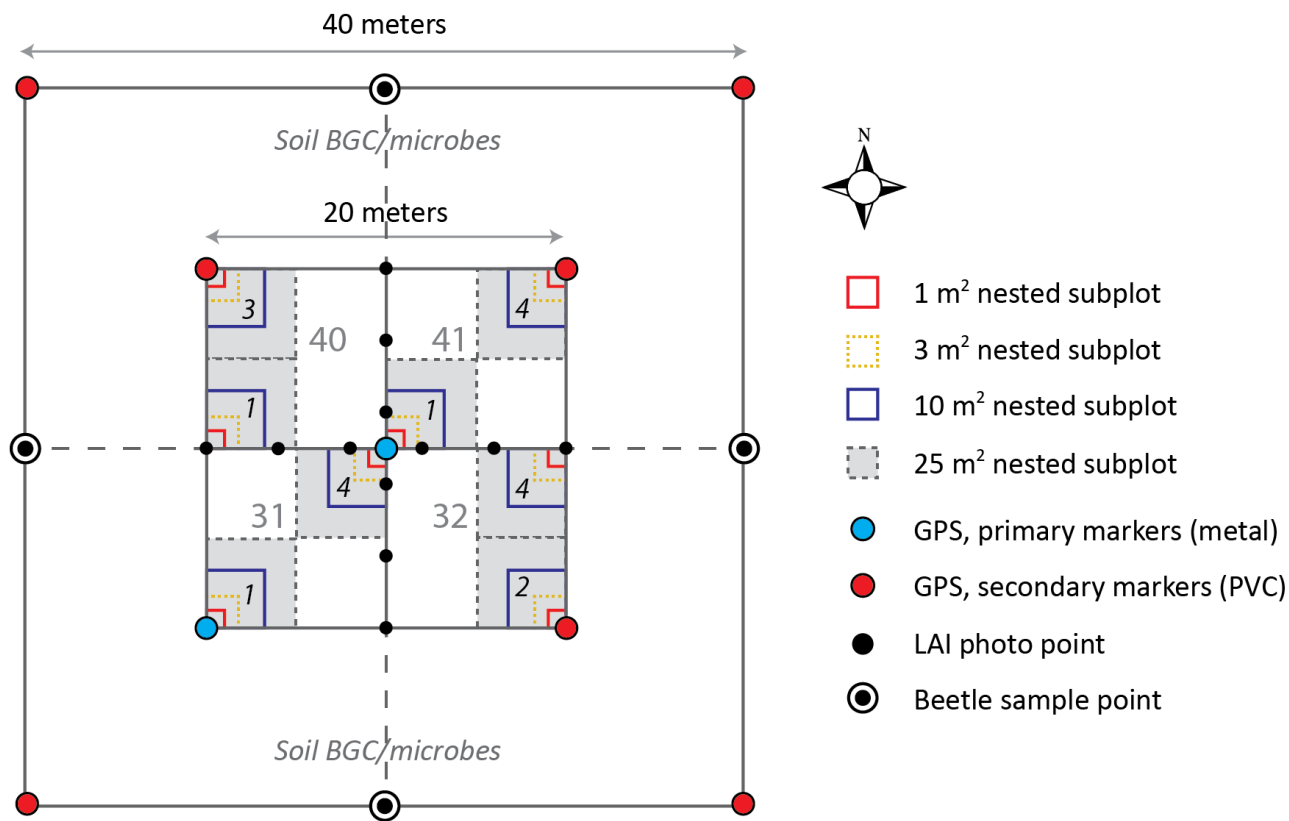 40 meters
Soil BGC/microbes
N
20 meters
3
4
40
41
1
1
4
4
31
32
1
2
Soil BGC/microbes
1 m² nested subplot
3 m² nested subplot
10 m² nested subplot
25 m² nested subplot
GPS, primary markers (metal)
GPS, secondary markers (PVC)
LAI photo point
Beetle sample point